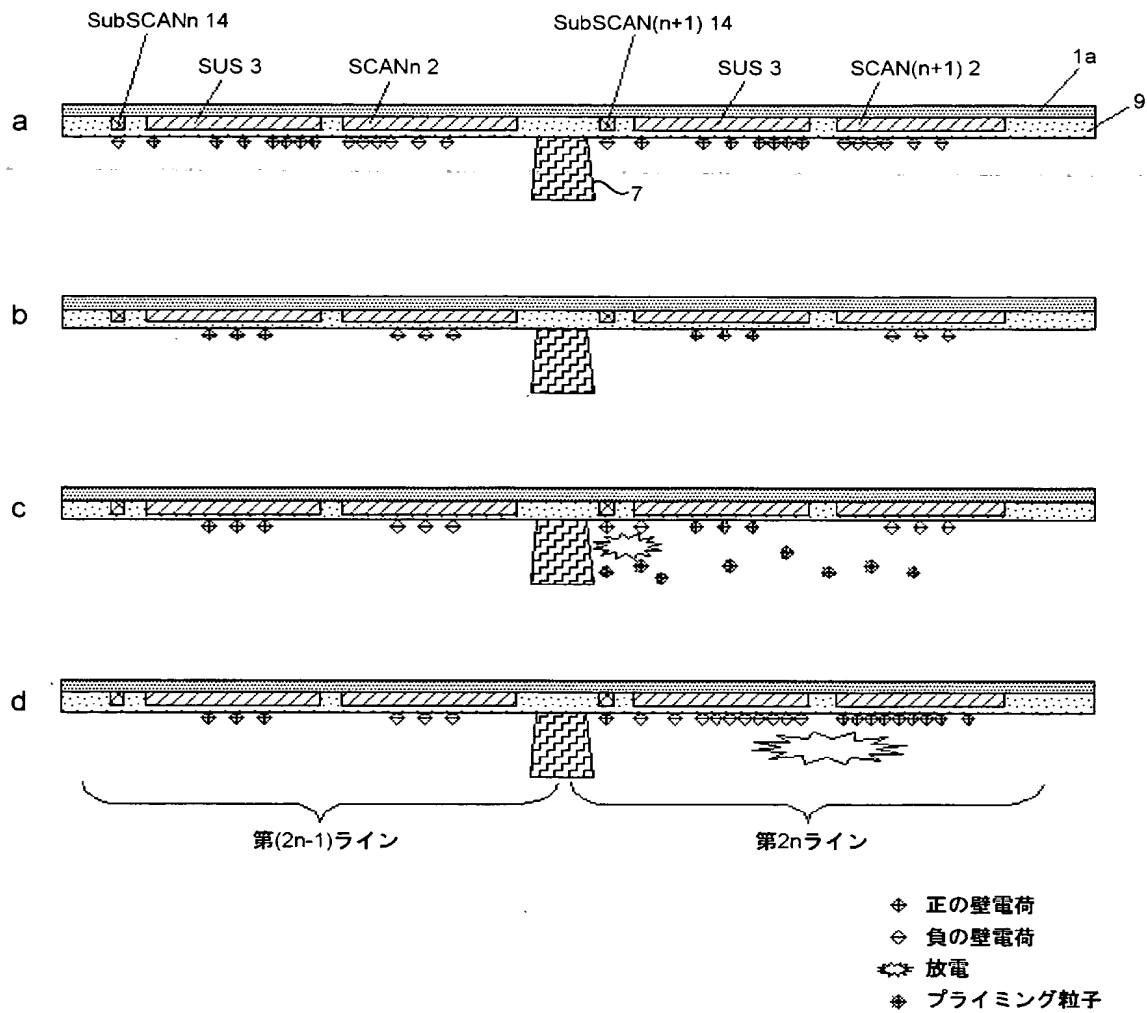 SubSCANn 14
SubSCAN(n+1) 14
SUS 3
SCANn 2
SUS 3
SCAN(n+1) 2
1a
a
9
7
b
c
d
第(2n-1)ライン
第2nライン
正の壁電荷
負の壁電荷
放電
プライミング粒子